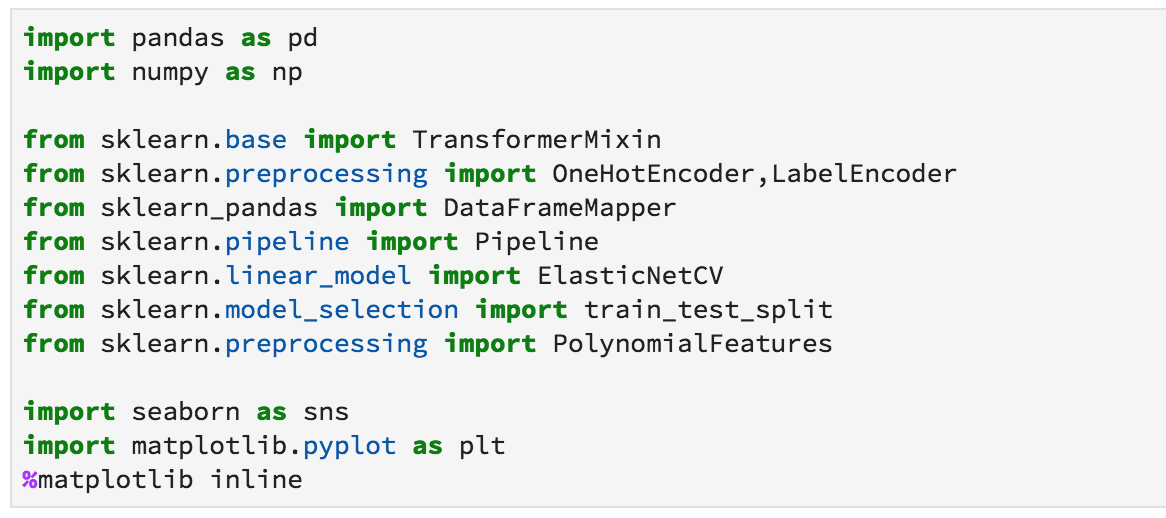 import pandas as pd
import numpy as np
from sklearn.base import TransformerMixin
from sklearn.preprocessing import OneHotEncoder,LabelEncoder
from sklearn_pandas import DataFrameMapper
from sklearn.pipeline import Pipeline
from sklearn.linear_model import ElasticNetCV
from sklearn.model_selection import train_test_split
from sklearn.preprocessing import PolynomialFeatures
import seaborn as sns
import matplotlib.pyplot as plt
%matplotlib inline